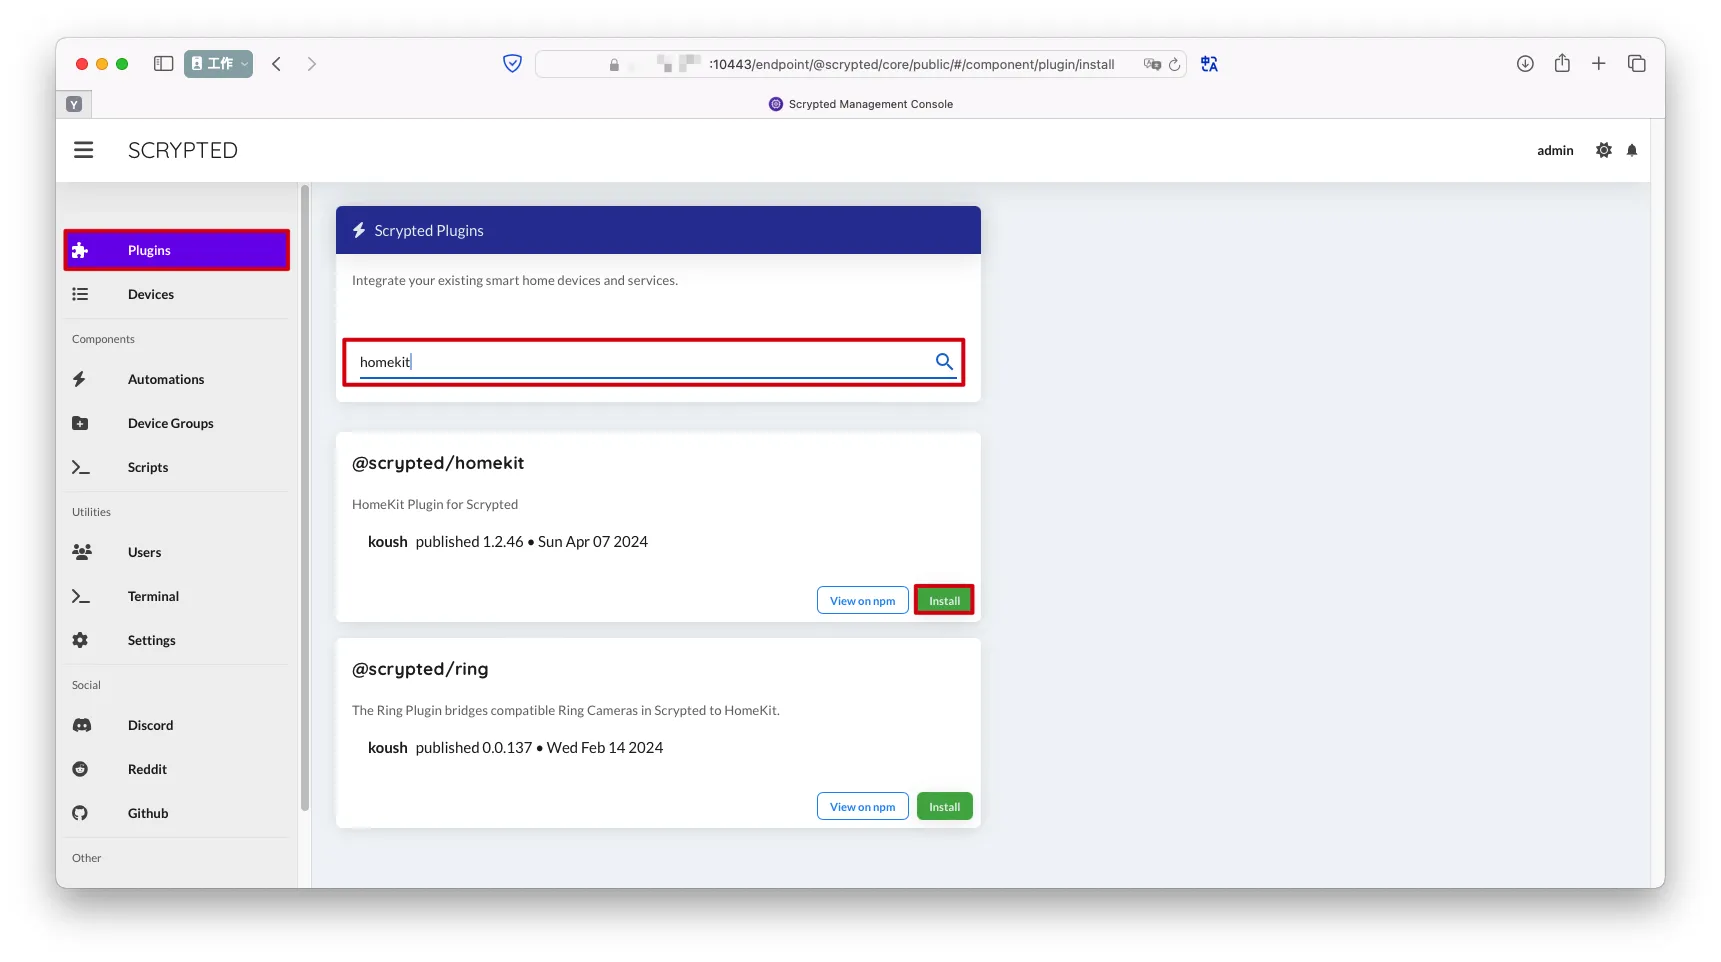 工作
:10443/endpoint/@scrypted/core/public/#/component/plugin/install
Y
Scrypted Management Console
SCRYPTED
admin
Plugins
Devices
Components
Automations
Device Groups
Scripts
Utilities
Users
Terminal
Settings
Social
Discord
Reddit
Github
Other
Scrypted Plugins
Integrate your existing smart home devices and services.
homekit
@scrypted/homekit
HomeKit Plugin for Scrypted
koush published 1.2.46 • Sun Apr 07 2024
View on npm Install
@scrypted/ring
The Ring Plugin bridges compatible Ring Cameras in Scrypted to HomeKit.
koush published 0.0.137 • Wed Feb 14 2024
View on npm Install